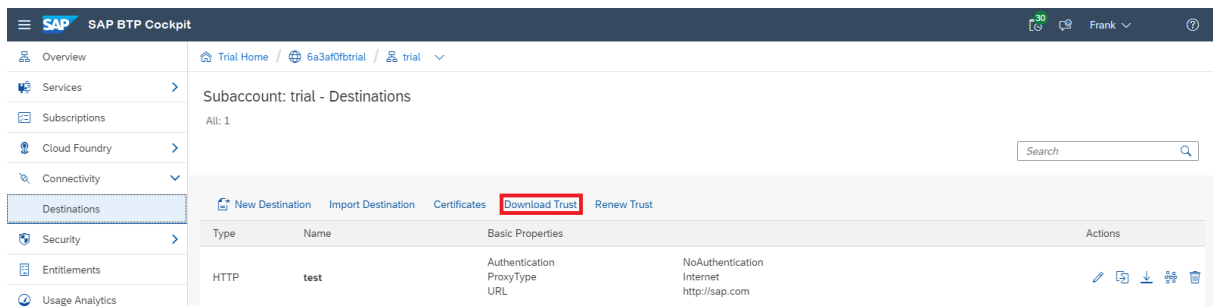 SAP SAP BTP Cockpit 30 Frank
Overview
Trial Home / 6a3af0fbtrial / trial
Services
Subaccount: trial - Destinations
Subscriptions
All: 1
Cloud Foundry
Search
Connectivity
Destinations
New Destination Import Destination Certificates Download Trust Renew Trust
Security
Type Name Basic Properties Actions
Entitlements
Authentication NoAuthentication
HTTP test ProxyType Internet
URL http://sap.com
Usage Analytics